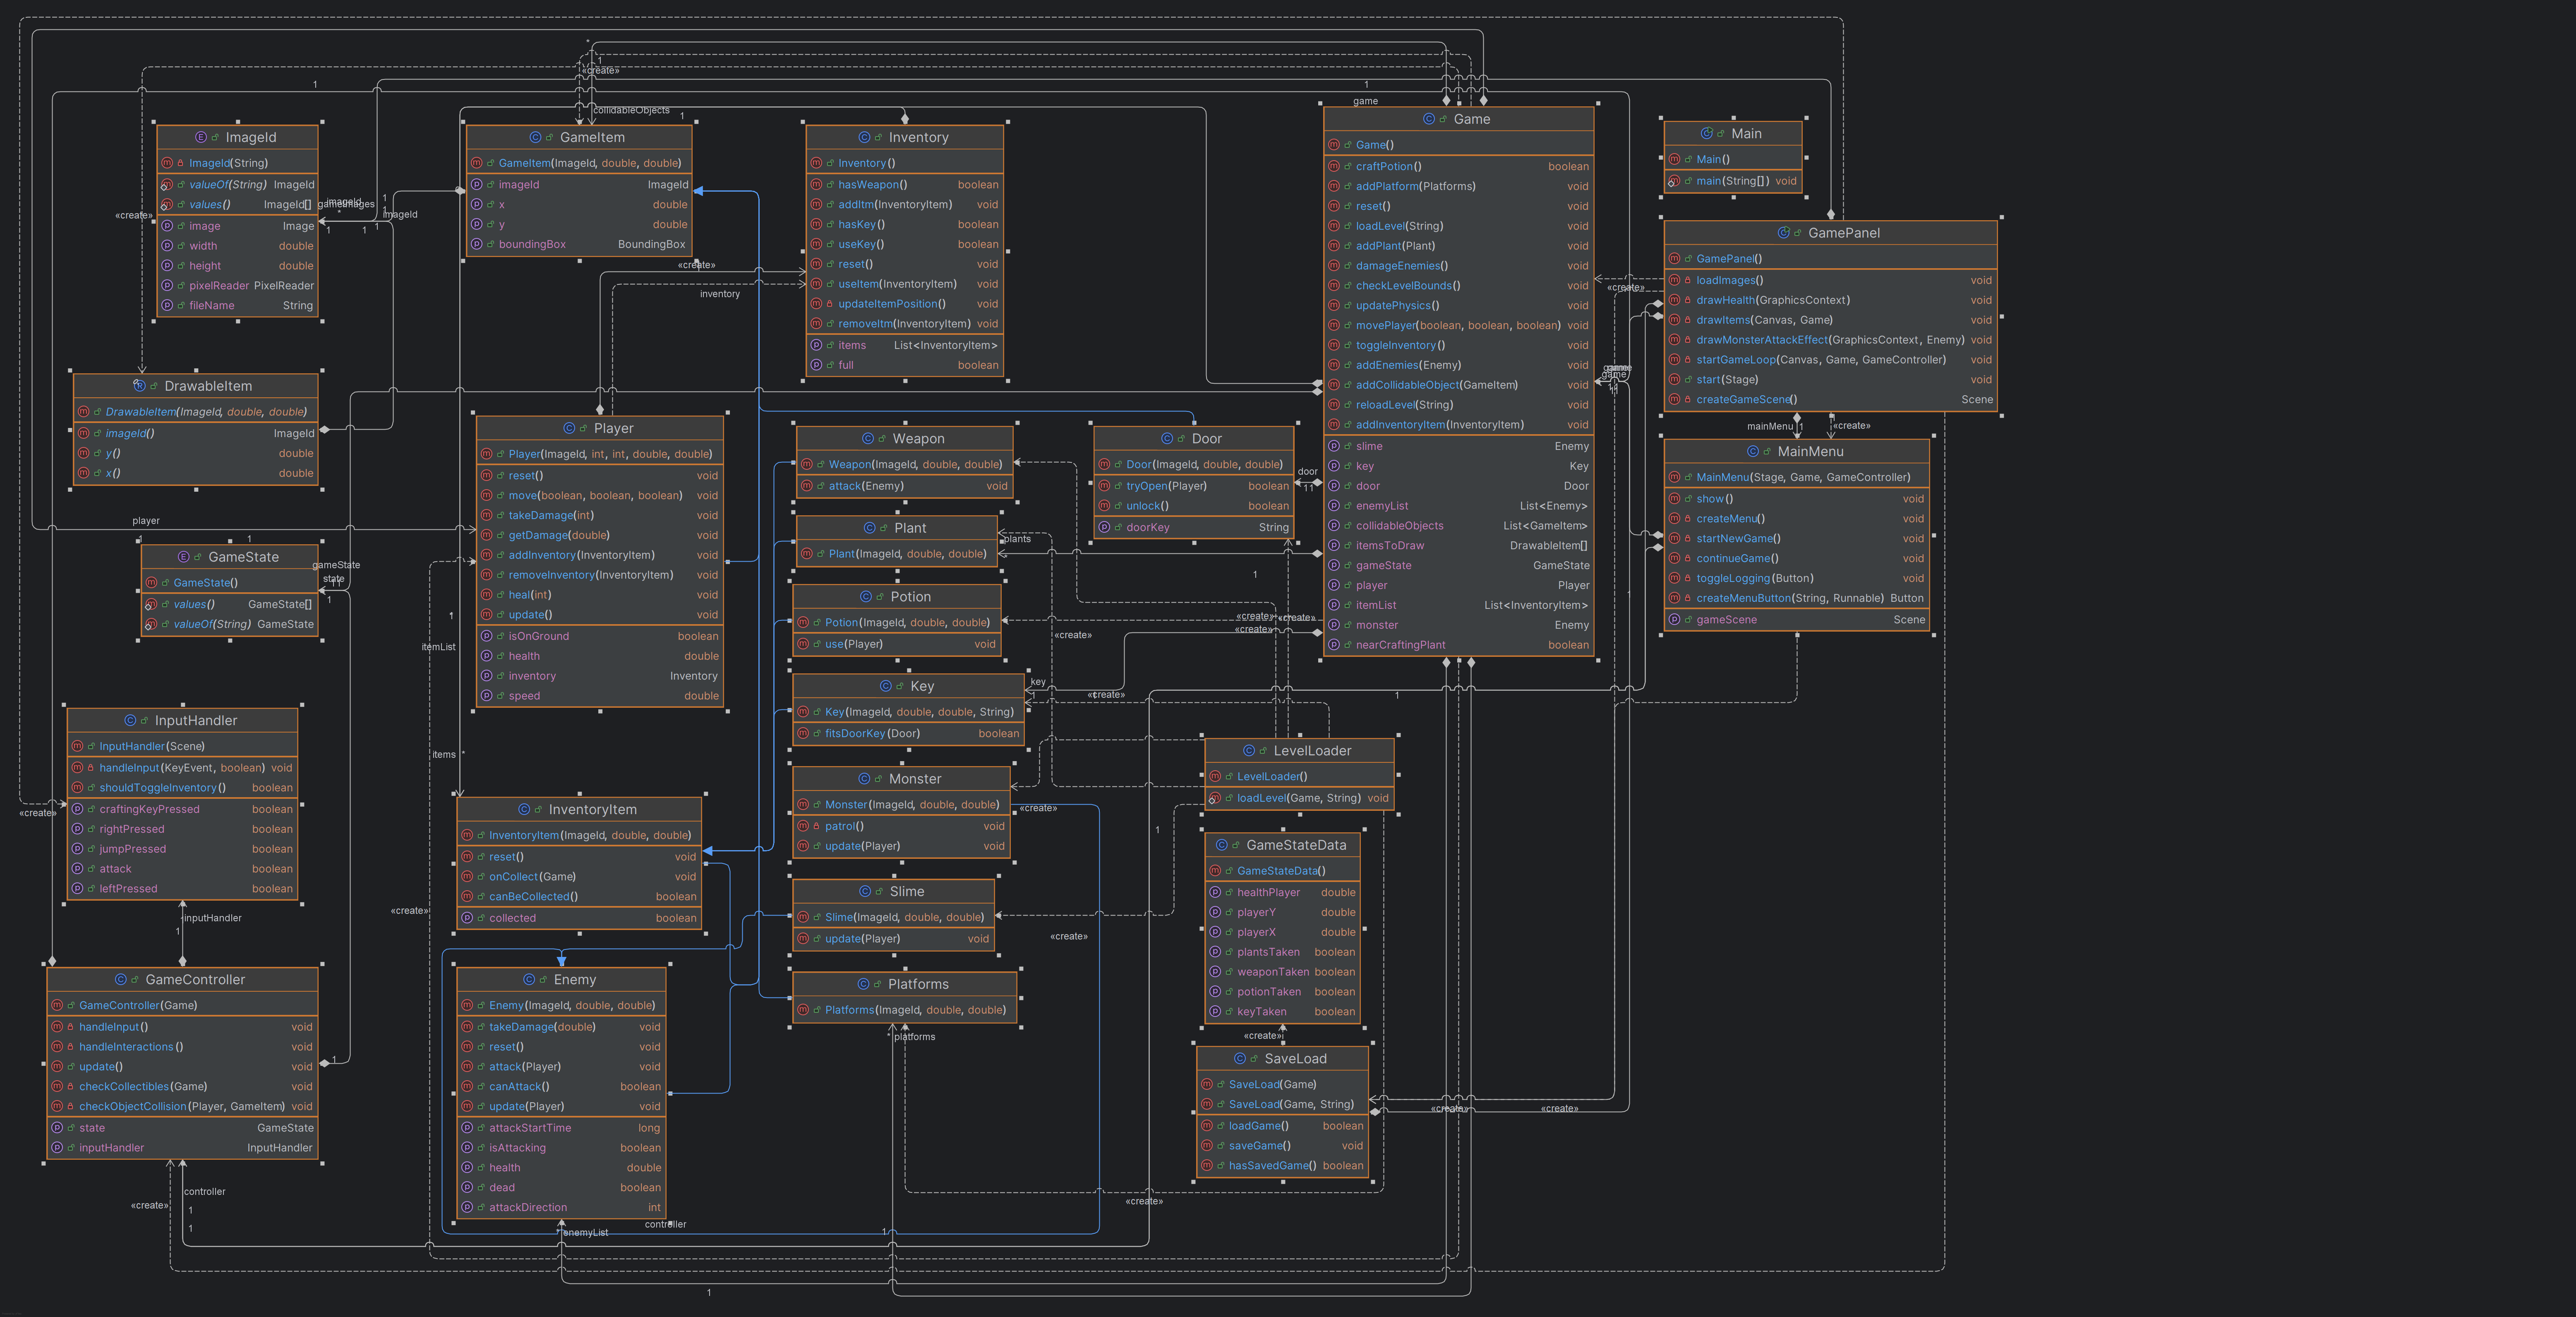 ImageId
ImageId(String)
valueOf(String) ImageId
values() ImageId[]
image Image
width double
height double
pixelReader PixelReader
fileName String
GameItem
GameItem(ImageId, double, double)
imageId ImageId
x double
y double
boundingBox BoundingBox
Inventory
Inventory()
hasWeapon() boolean
addItm(InventoryItem) void
hasKey() boolean
useKey() boolean
reset() void
useItem(InventoryItem) void
updateItemPosition() void
removeItm(InventoryItem) void
items List<InventoryItem>
full boolean
Game
Game()
craftPotion() boolean
addPlatform(Platforms) void
reset() void
loadLevel(String) void
addPlant(Plant) void
damageEnemies() void
checkLevelBounds() void
updatePhysics() void
movePlayer(boolean, boolean, boolean) void
toggleInventory() void
addEnemies(Enemy) void
addCollidableObject(GameItem) void
reloadLevel(String) void
addInventoryItem(InventoryItem) void
slime Enemy
key Key
door Door
enemyList List<Enemy>
collidableObjects List<GameItem>
itemsToDraw DrawableItem[]
gameState GameState
player Player
itemList List<InventoryItem>
monster Enemy
nearCraftingPlant boolean
Main
Main()
main(String[]) void
GamePanel
GamePanel()
loadImages() void
drawHealth(GraphicsContext) void
drawItems(Canvas, Game) void
drawMonsterAttackEffect(GraphicsContext, Enemy) void
startGameLoop(Canvas, Game, GameController) void
start(Stage) void
createGameScene() Scene
MainMenu
MainMenu(Stage, Game, GameController)
show() void
createMenu() void
startNewGame() void
continueGame() void
toggleLogging(Button) void
createMenuButton(String, Runnable) Button
gameScene Scene
DrawableItem
DrawableItem(ImageId, double, double)
imageId() ImageId
y() double
x() double
Player
Player(ImageId, int, int, double, double)
reset() void
move(boolean, boolean, boolean) void
takeDamage(int) void
getDamage(double) void
addInventory(InventoryItem) void
removeInventory(InventoryItem) void
heal(int) void
update() void
isOnGround boolean
health double
inventory Inventory
speed double
Weapon
Weapon(ImageId, double, double)
attack(Enemy) void
Door
Door(ImageId, double, double)
tryOpen(Player) boolean
unlock() boolean
doorKey String
Plant
Plant(ImageId, double, double)
Potion
Potion(ImageId, double, double)
use(Player) void
Key
Key(ImageId, double, double, String)
fitsDoorKey(Door) boolean
Monster
Monster(ImageId, double, double)
patrol() void
update(Player) void
Slime
Slime(ImageId, double, double)
update(Player) void
Platforms
Platforms(ImageId, double, double)
GameState
GameState()
values() GameState[]
valueOf(String) GameState
InputHandler
InputHandler(Scene)
handleInput(KeyEvent, boolean) void
shouldToggleInventory() boolean
craftingKeyPressed boolean
rightPressed boolean
jumpPressed boolean
attack boolean
leftPressed boolean
InventoryItem
InventoryItem(ImageId, double, double)
reset() void
onCollect(Game) void
canBeCollected() boolean
collected boolean
Enemy
Enemy(ImageId, double, double)
takeDamage(double) void
reset() void
attack(Player) void
canAttack() boolean
update(Player) void
attackStartTime long
isAttacking boolean
health double
dead boolean
attackDirection int
GameController
GameController(Game)
handleInput() void
handleInteractions() void
update() void
checkCollectibles(Game) void
checkObjectCollision(Player, GameItem) void
state GameState
inputHandler InputHandler
LevelLoader
LevelLoader()
loadLevel(Game, String) void
GameStateData
GameStateData()
healthPlayer double
playerY double
playerX double
plantsTaken boolean
weaponTaken boolean
potionTaken boolean
keyTaken boolean
SaveLoad
SaveLoad(Game)
SaveLoad(Game, String)
loadGame() boolean
saveGame() void
hasSavedGame() boolean
«create»
collidableObjects
game
gameImages
imageId
«create»
«create»
inventory
«create»
mainMenu
«create»
player
gameState
state
door
plants
key
«create»
«create»
«create»
itemList
items
«create»
inputHandler
«create»
«create»
«create»
platforms
«create»
«create»
«create»
«create»
controller
«create»
controller
enemyList